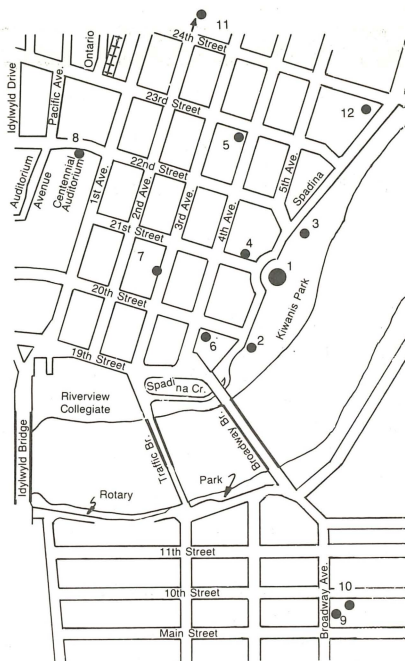 11
24th Street
Ontario
Pacific Ave.
Idylwyld Drive
23rd Street
12
5
8
22nd Street
5th Ave.
Spadina
Auditorium
Avenue
Centennial
Auditorium
1st Ave.
2nd Ave.
3rd Ave.
4th Ave.
3
21st Street
4
7
1
Kiwanis Park
20th Street
6
2
19th Street
Spadina Cr.
Riverview
Collegiate
Idylwyld Bridge
Traffic Br.
Broadway Br.
Rotary
Park
11th Street
10th Street
Broadway Ave.
10
9
Main Street